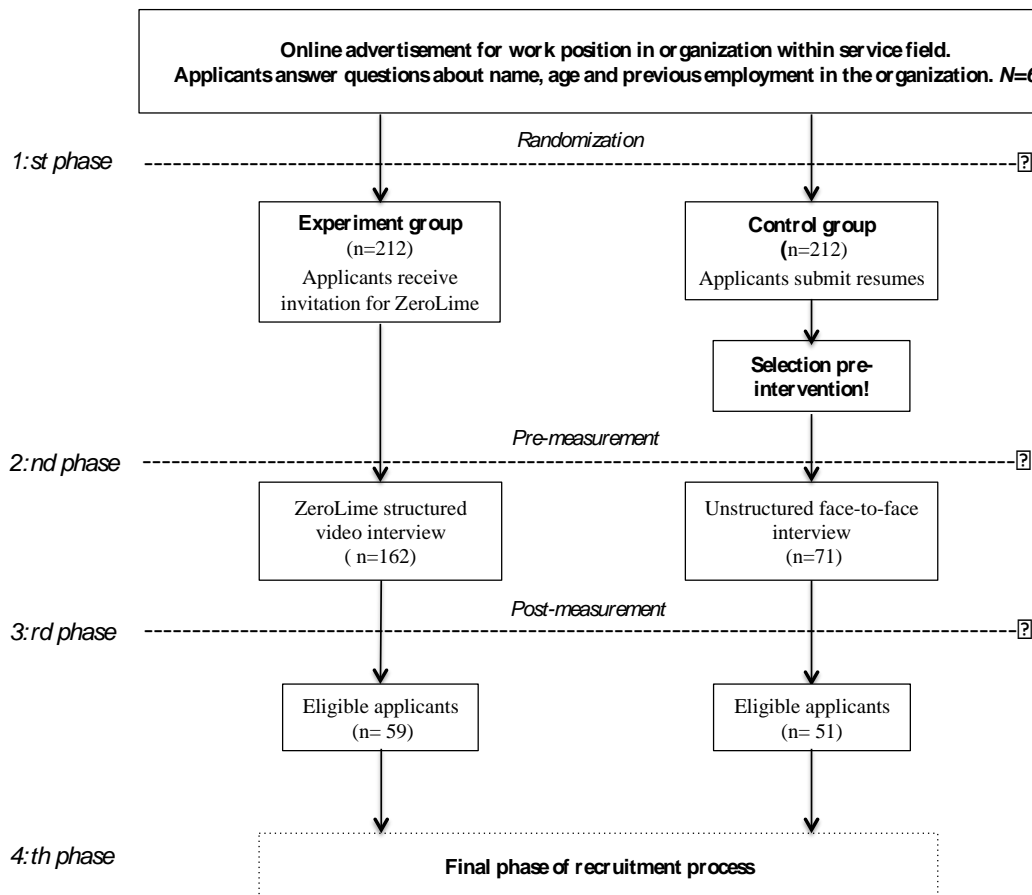 Online advertisement for work position in organization within service field.
Applicants answer questions about name, age and previous employment in the organization. N=6
Randomization
1:st phase
Experiment group
(n=212)
Applicants receive
invitation for ZeroLime
Control group
(n=212)
Applicants submit resumes
Selection pre-
intervention!
Pre-measurement
2:nd phase
ZeroLime structured
video interview
( n=162)
Unstructured face-to-face
interview
(n=71)
Post-measurement
3:rd phase
Eligible applicants
(n= 59)
Eligible applicants
(n= 51)
4:th phase
Final phase of recruitment process